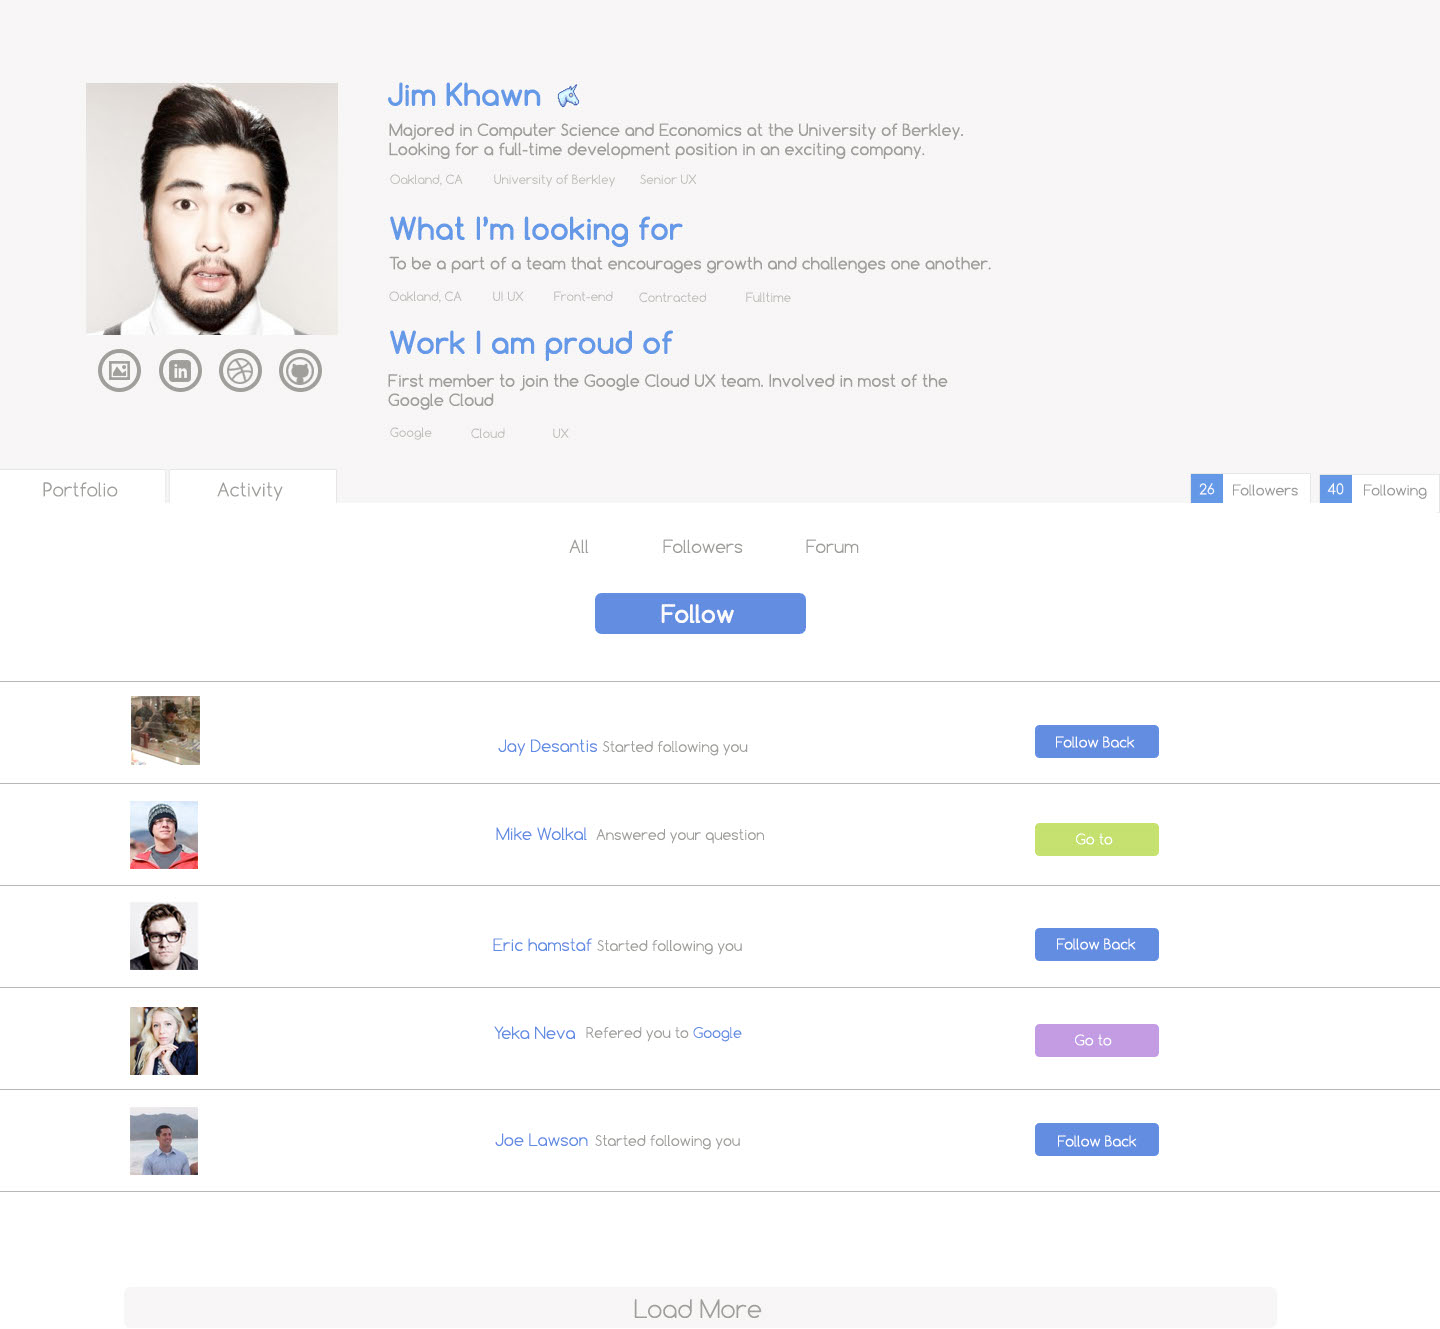 Jim Khawn
Majored in Computer Science and Economics at the University of Berkley.
Looking for a full-time development position in an exciting company.
Oakland, CA University of Berkley Senior UX
What I'm looking for
To be a part of a team that encourages growth and challenges one another.
Oakland, CA UI UX Front-end Contracted Fulltime
Work I am proud of
First member to join the Google Cloud UX team. Involved in most of the
Google Cloud
Google Cloud UX
in
Portfolio Activity 26 Followers 40 Following
All Followers Forum
Follow
Jay Desantis Started following you Follow Back
Mike Wolkal Answered your question Go to
Eric hamstaf Started following you Follow Back
Yeka Neva Refered you to Google Go to
Joe Lawson Started following you Follow Back
Load More